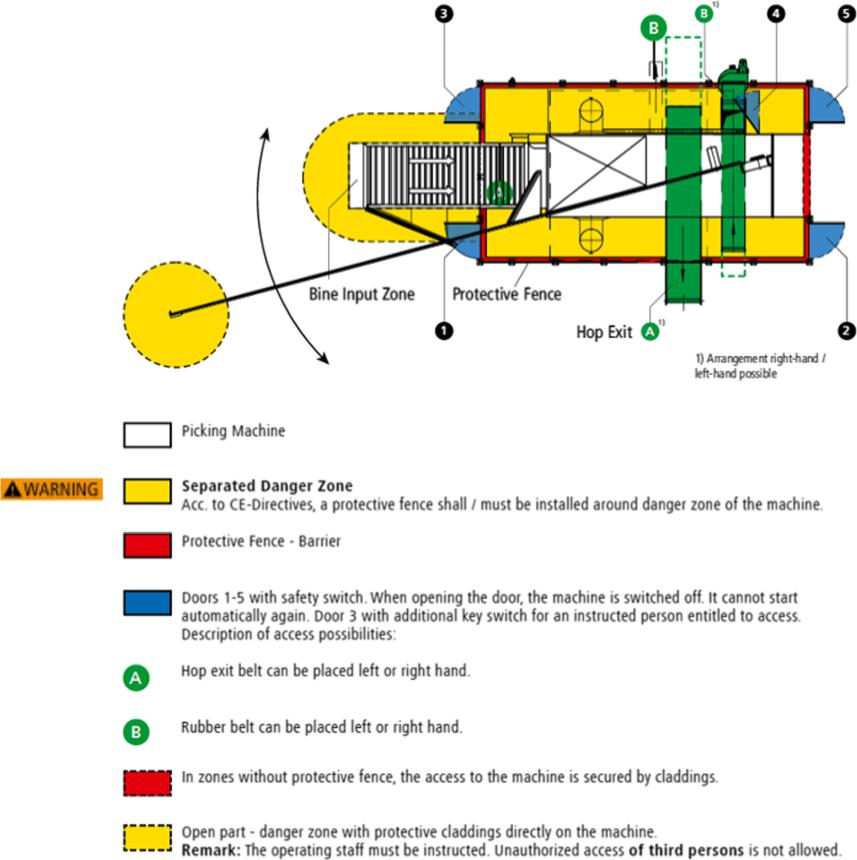 3
B
B 1)
4
5
A
Bine Input Zone
Protective Fence
1
Hop Exit A 1)
2
1) Arrangement right-hand /
left-hand possible
Picking Machine
WARNING
Separated Danger Zone
Acc. to CE-Directives, a protective fence shall / must be installed around danger zone of the machine.
Protective Fence - Barrier
Doors 1-5 with safety switch. When opening the door, the machine is switched off. It cannot start
automatically again. Door 3 with additional key switch for an instructed person entitled to access.
Description of access possibilities:
A Hop exit belt can be placed left or right hand.
B Rubber belt can be placed left or right hand.
In zones without protective fence, the access to the machine is secured by claddings.
Open part - danger zone with protective claddings directly on the machine.
Remark: The operating staff must be instructed. Unauthorized access of third persons is not allowed.